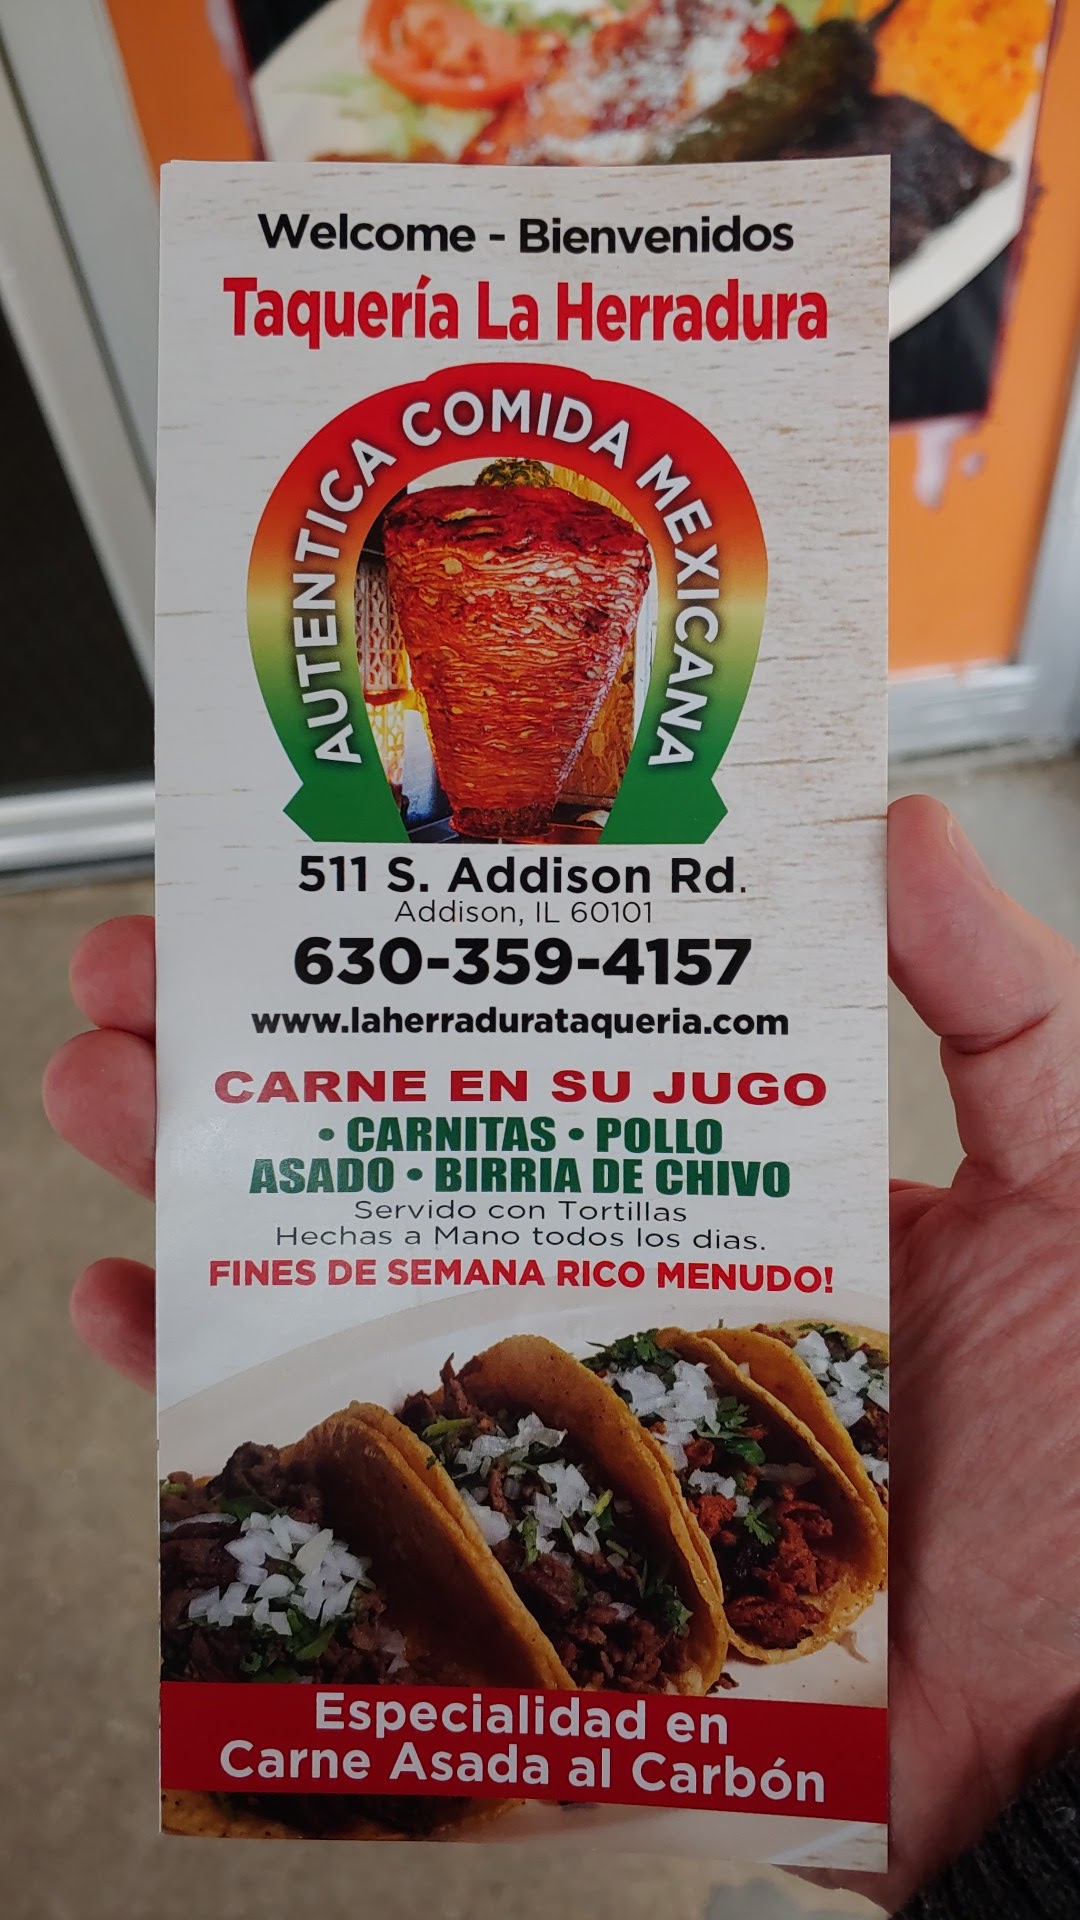 Welcome - Bienvenidos
Taquería La Herradura
AUTENTICA COMIDA MEXICANA
511 S. Addison Rd.
Addison, IL 60101
630-359-4157
www.laherradurataqueria.com
CARNE EN SU JUGO
• CARNITAS • POLLO
ASADO • BIRRIA DE CHIVO
Servido con Tortillas
Hechas a Mano todos los dias.
FINES DE SEMANA RICO MENUDO!
Especialidad en
Carne Asada al Carbón